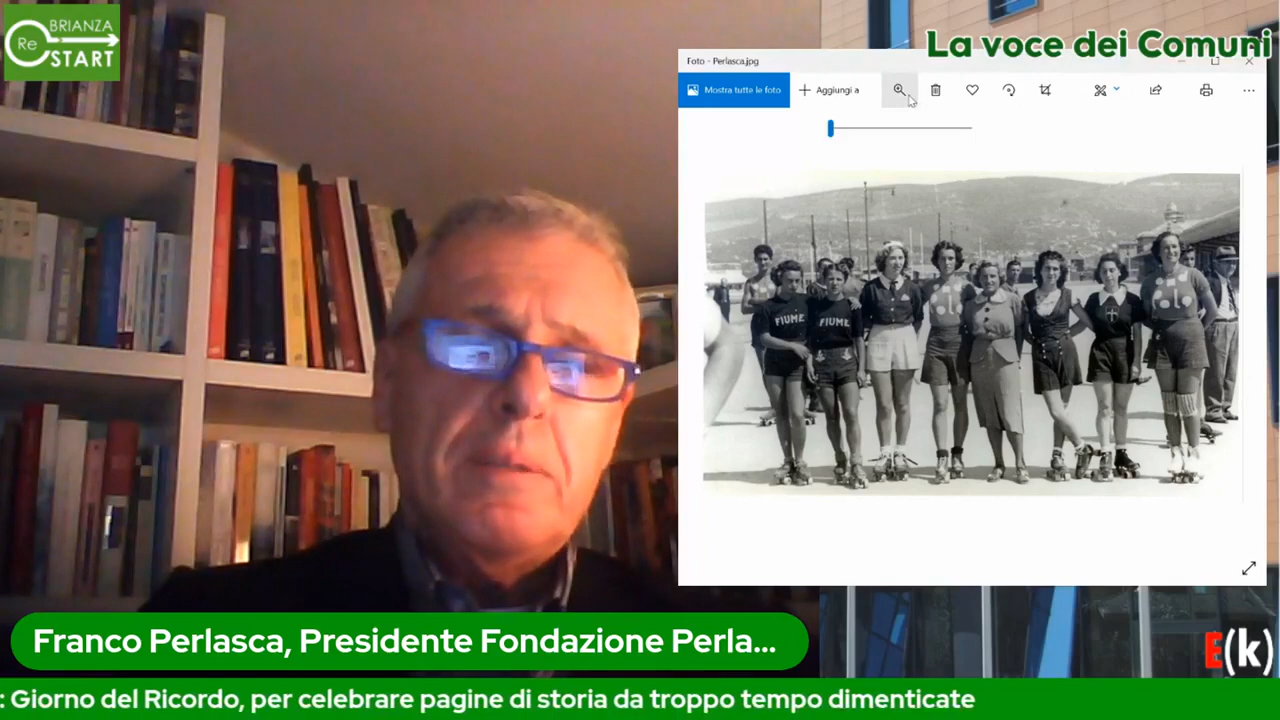 BRIANZA
Re
START
La voce dei Comuni
Foto - Perlasca.jpg
Mostra tutte le foto
Aggiungi a
FIUME
FIUME
Franco Perlasca, Presidente Fondazione Perla...
: Giorno del Ricordo, per celebrare pagine di storia da troppo tempo dimenticate
E(k)